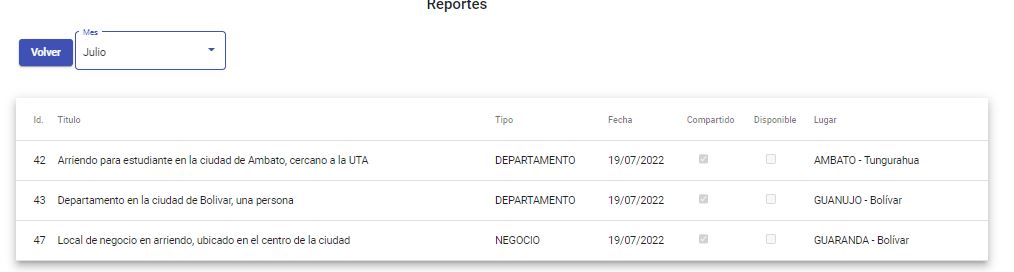 Reportes
Mes
Volver Julio
Id. Titulo Tipo Fecha Compartido Disponible Lugar
42 Arriendo para estudiante en la ciudad de Ambato, cercano a la UTA DEPARTAMENTO 19/07/2022 AMBATO - Tungurahua
43 Departamento en la ciudad de Bolivar, una persona DEPARTAMENTO 19/07/2022 GUANUJO - Bolívar
47 Local de negocio en arriendo, ubicado en el centro de la ciudad NEGOCIO 19/07/2022 GUARANDA - Bolívar